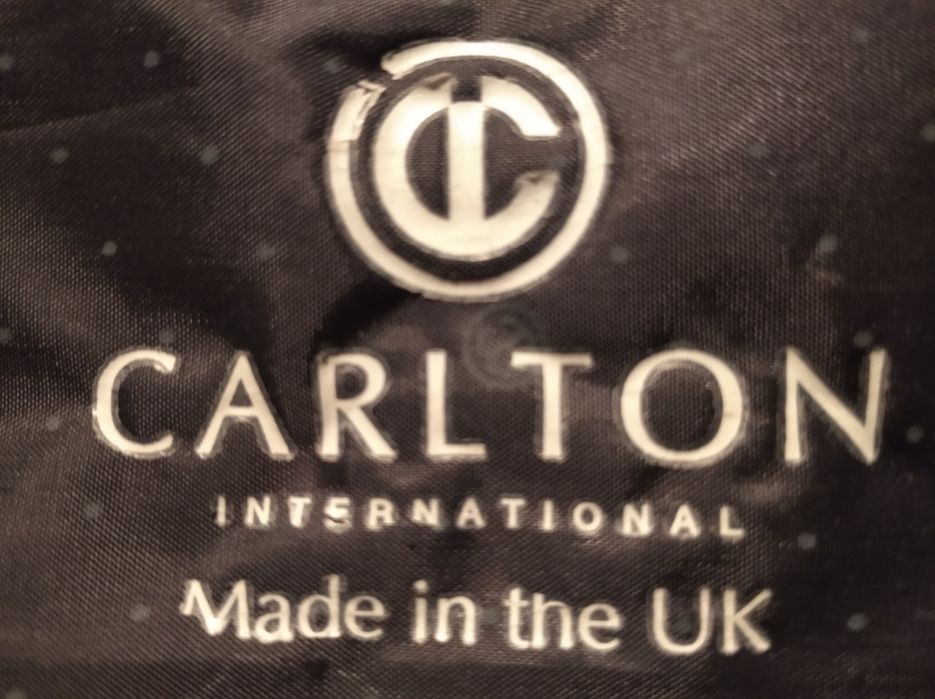 CARLTON
INTERNATIONAL
Made in the UK